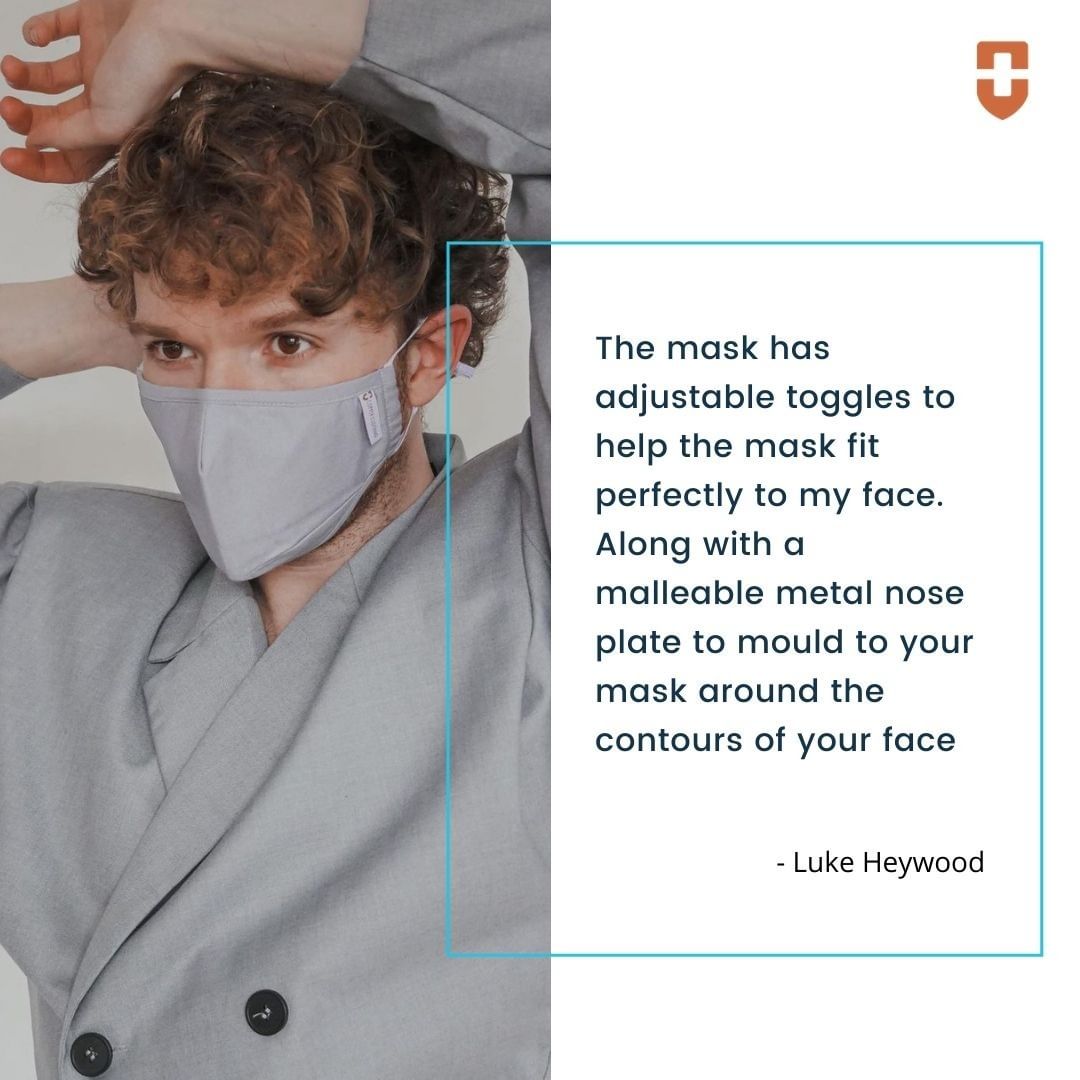 The mask has
adjustable toggles to
help the mask fit
perfectly to my face.
Along with a
malleable metal nose
plate to mould to your
mask around the
contours of your face
- Luke Heywood